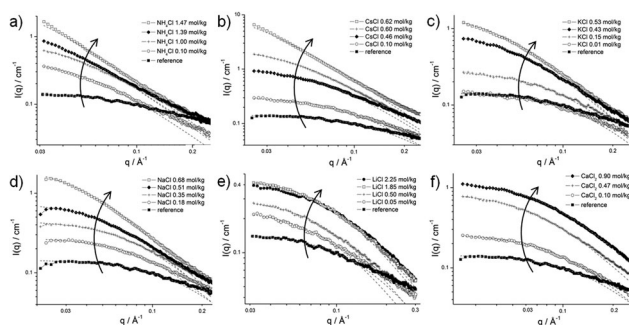 a)
NH₄Cl 1.47 mol/kg
NH₄Cl 1.39 mol/kg
NH₄Cl 1.00 mol/kg
NH₄Cl 0.10 mol/kg
reference
I(q) / cm⁻¹
1
0.1
0.03
0.1
0.2
q / Å⁻¹
b)
CsCl 0.62 mol/kg
CsCl 0.60 mol/kg
CsCl 0.46 mol/kg
CsCl 0.10 mol/kg
reference
I(q) / cm⁻¹
10
1
0.1
0.03
0.1
0.2
q / Å⁻¹
c)
KCl 0.53 mol/kg
KCl 0.43 mol/kg
KCl 0.15 mol/kg
KCl 0.01 mol/kg
reference
I(q) / cm⁻¹
1
0.1
0.03
0.1
0.2
q / Å⁻¹
d)
NaCl 0.68 mol/kg
NaCl 0.51 mol/kg
NaCl 0.35 mol/kg
NaCl 0.18 mol/kg
reference
I(q) / cm⁻¹
1
0.1
0.03
0.1
0.2
q / Å⁻¹
e)
LiCl 2.25 mol/kg
LiCl 1.85 mol/kg
LiCl 0.50 mol/kg
LiCl 0.05 mol/kg
reference
I(q) / cm⁻¹
0.4
0.1
0.03
0.1
0.3
q / Å⁻¹
f)
CaCl₂ 0.90 mol/kg
CaCl₂ 0.47 mol/kg
CaCl₂ 0.10 mol/kg
reference
I(q) / cm⁻¹
1
0.1
0.03
0.1
0.2
q / Å⁻¹